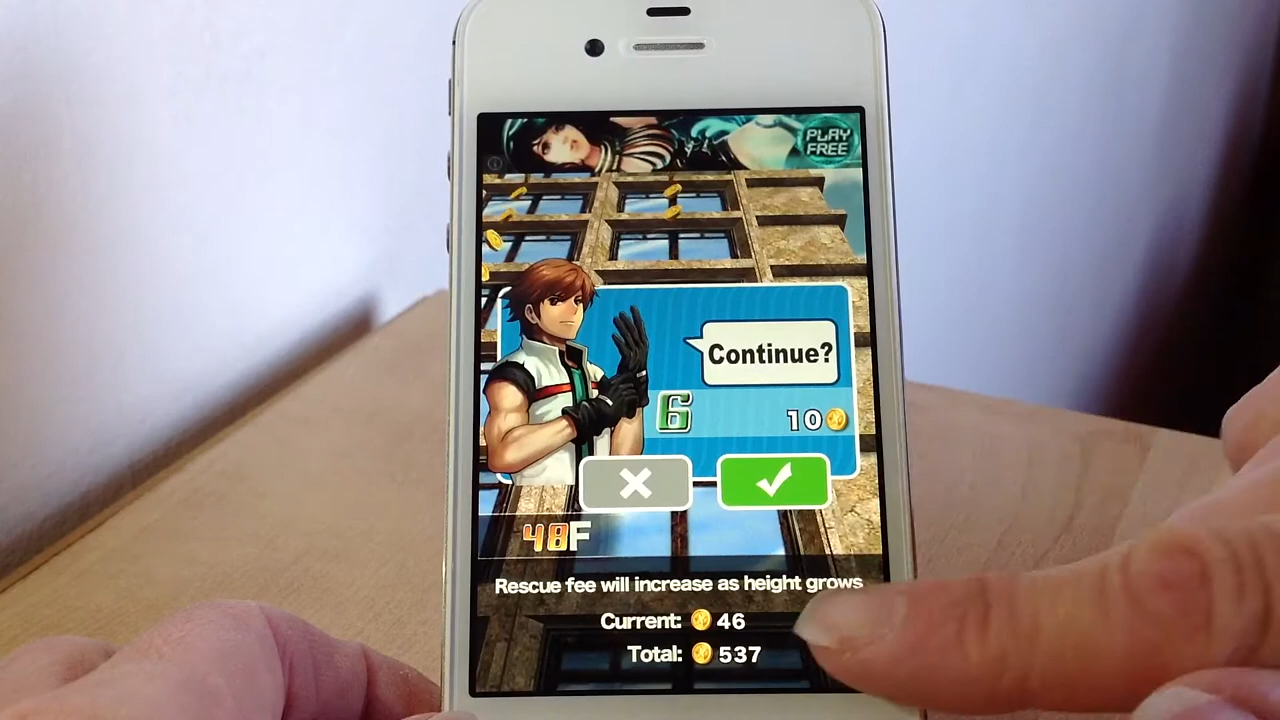 PLAY
FREE
Continue?
6
10
48F
Rescue fee will increase as height grows
Current: 46
Total: 537